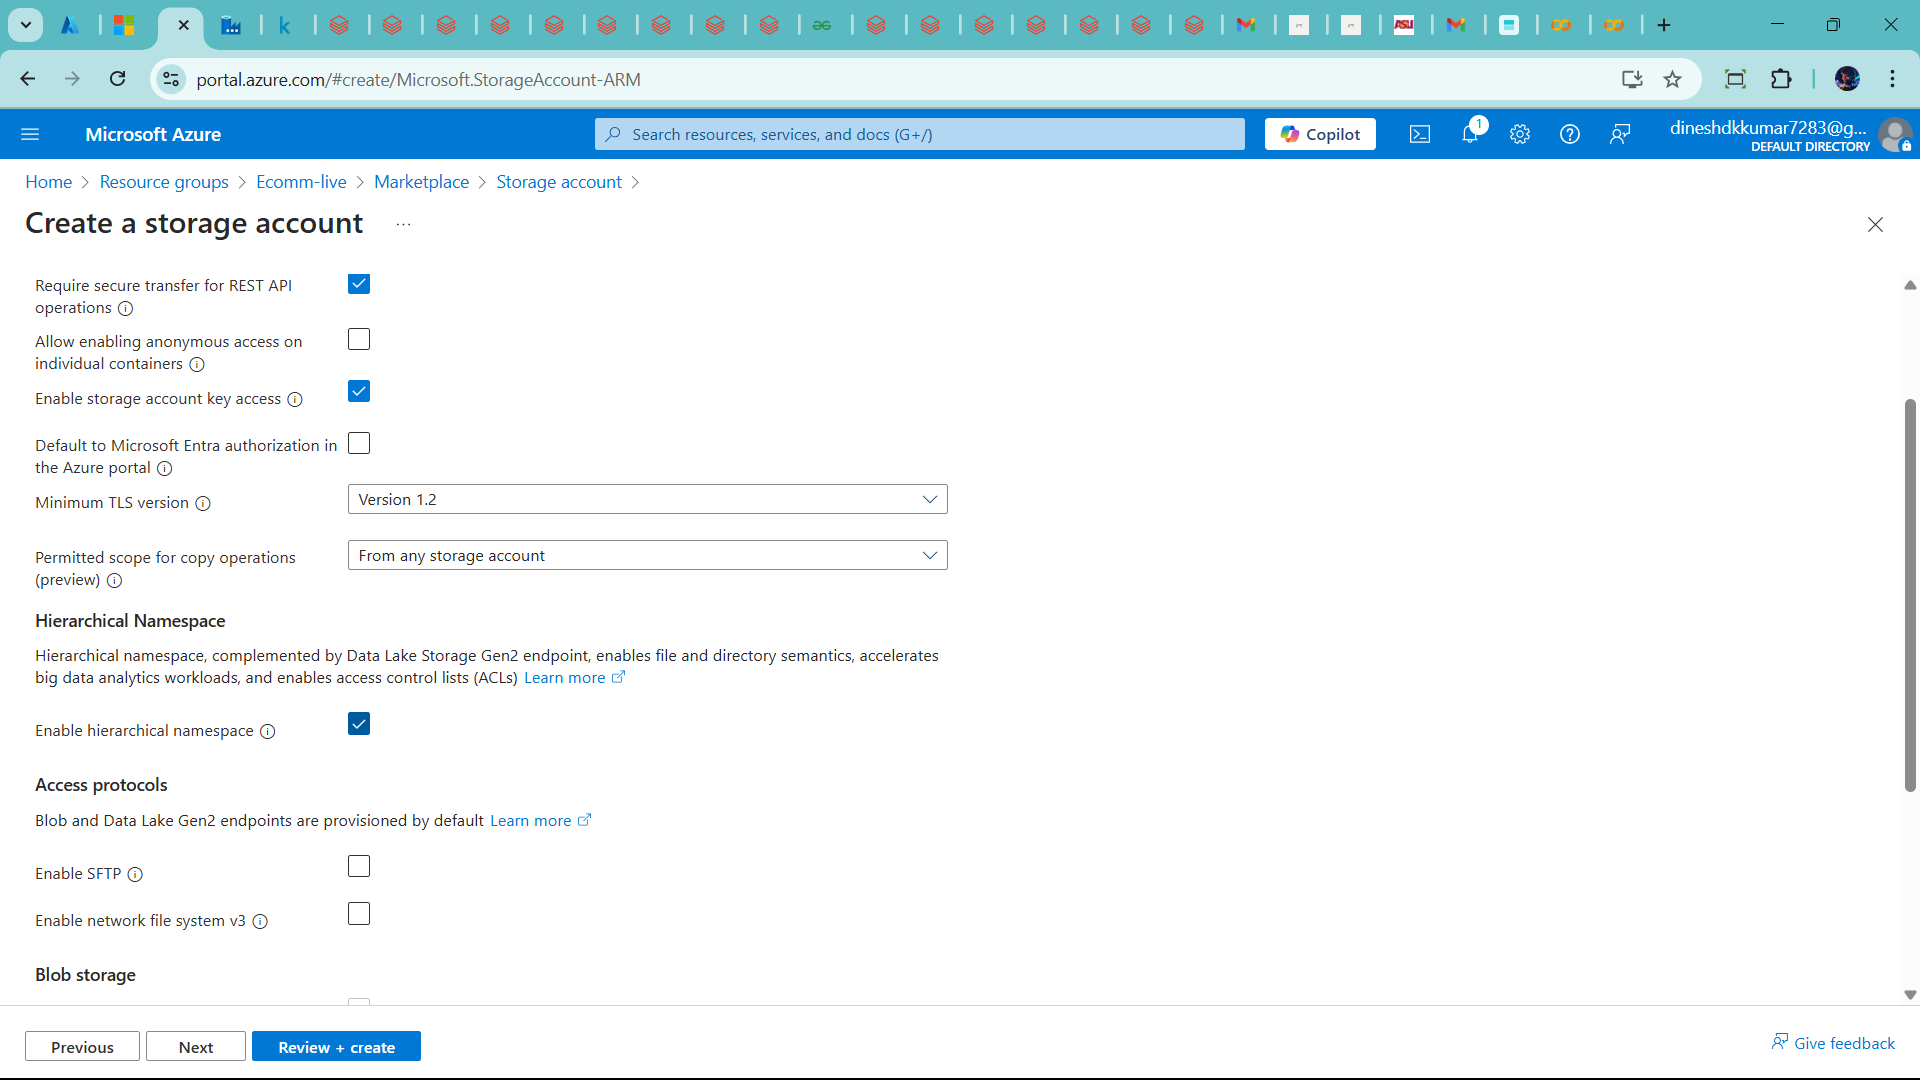 portal.azure.com/#create/Microsoft.StorageAccount-ARM
Microsoft Azure
Search resources, services, and docs (G+/)
Copilot
1
dineshdkkumar7283@g...
DEFAULT DIRECTORY
Home > Resource groups > Ecomm-live > Marketplace > Storage account >
Create a storage account ...
Require secure transfer for REST API
operations
Allow enabling anonymous access on
individual containers
Enable storage account key access
Default to Microsoft Entra authorization in
the Azure portal
Minimum TLS version
Version 1.2
Permitted scope for copy operations
(preview)
From any storage account
Hierarchical Namespace
Hierarchical namespace, complemented by Data Lake Storage Gen2 endpoint, enables file and directory semantics, accelerates
big data analytics workloads, and enables access control lists (ACLs) Learn more
Enable hierarchical namespace
Access protocols
Blob and Data Lake Gen2 endpoints are provisioned by default Learn more
Enable SFTP
Enable network file system v3
Blob storage
Previous
Next
Review + create
Give feedback